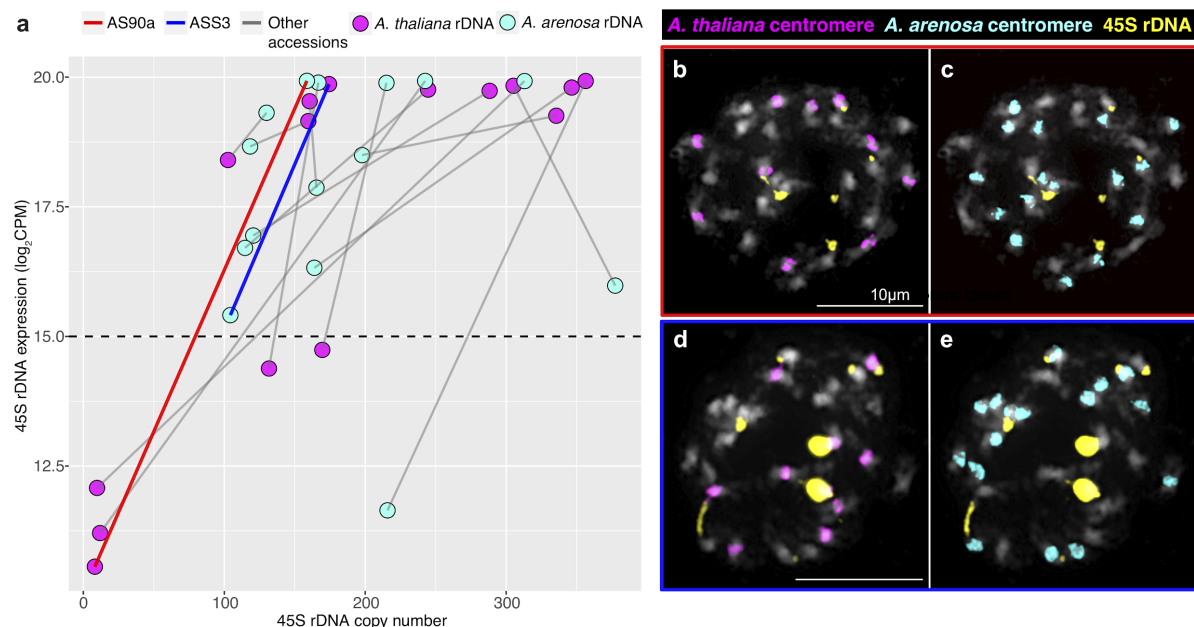 a
AS90a
ASS3
Other accessions
A. thaliana rDNA
A. arenosa rDNA
45S rDNA expression (log2CPM)
20.0
17.5
15.0
12.5
0
100
200
300
45S rDNA copy number
A. thaliana centromere A. arenosa centromere 45S rDNA
b
c
10µm
d
e